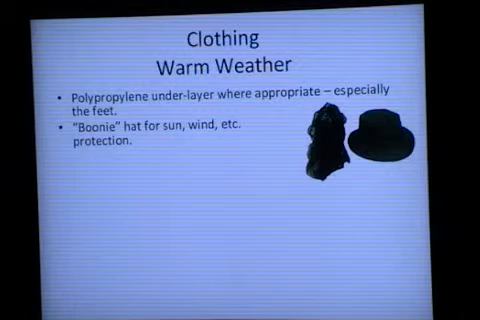 Clothing
Warm Weather
• Polypropylene under-layer where appropriate – especially
the feet.
• "Boonie" hat for sun, wind, etc.
protection.